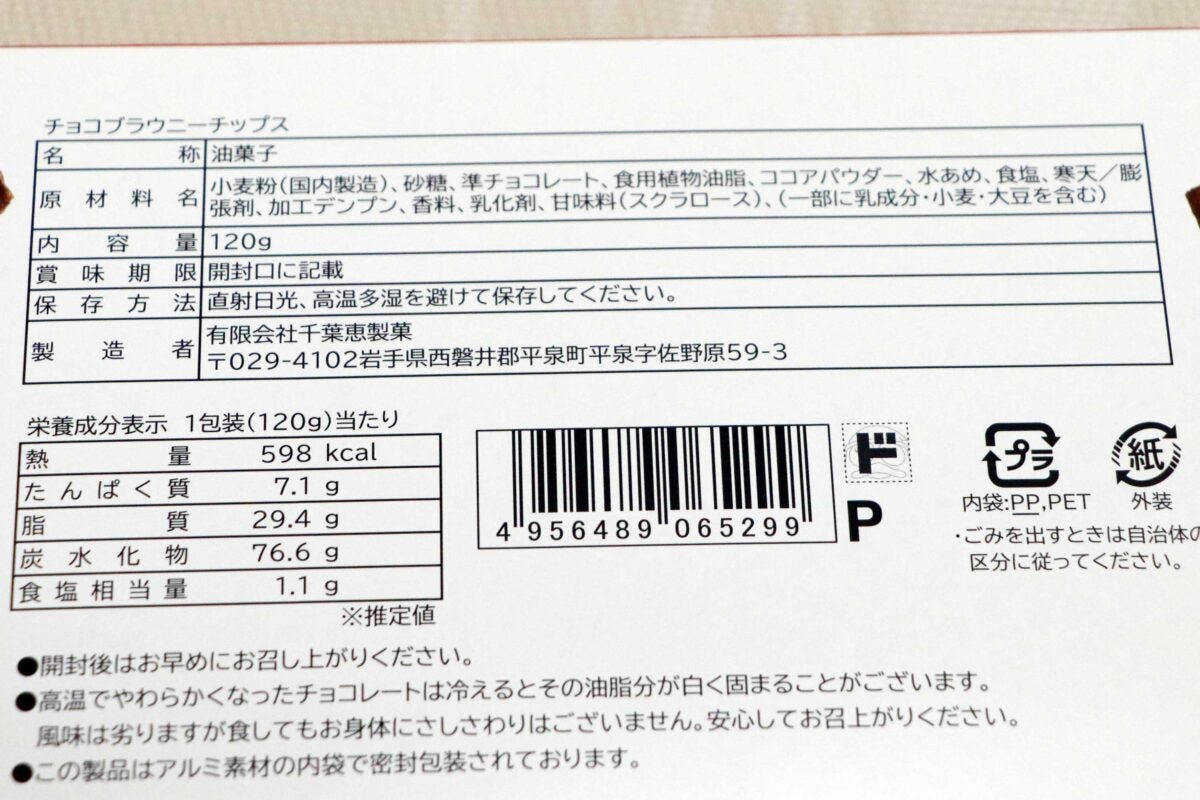 チョコブラウニーチップス
名称 油菓子
原材料名 小麦粉(国内製造)、砂糖、準チョコレート、食用植物油脂、ココアパウダー、水あめ、食塩、寒天／膨
張剤、加工デンプン、香料、乳化剤、甘味料(スクラロース)、(一部に乳成分・小麦・大豆を含む)
内容量 120g
賞味期限 開封口に記載
保存方法 直射日光、高温多湿を避けて保存してください。
製造者 有限会社千葉恵製菓
〒029-4102岩手県西磐井郡平泉町平泉字佐野原59-3
栄養成分表示 1包装(120g)当たり
熱量 598 kcal
たんぱく質 7.1 g
脂質 29.4 g
炭水化物 76.6 g
食塩相当量 1.1 g
※推定値
4 956489 065299
ド
P
プラ
内袋:PP,PET
紙
外装
・ごみを出すときは自治体の
区分に従ってください。
●開封後はお早めにお召し上がりください。
●高温でやわらかくなったチョコレートは冷えるとその油脂分が白く固まることがございます。
風味は劣りますが食してもお身体にさしさわりはございません。安心してお召上がりください。
●この製品はアルミ素材の内袋で密封包装されております。